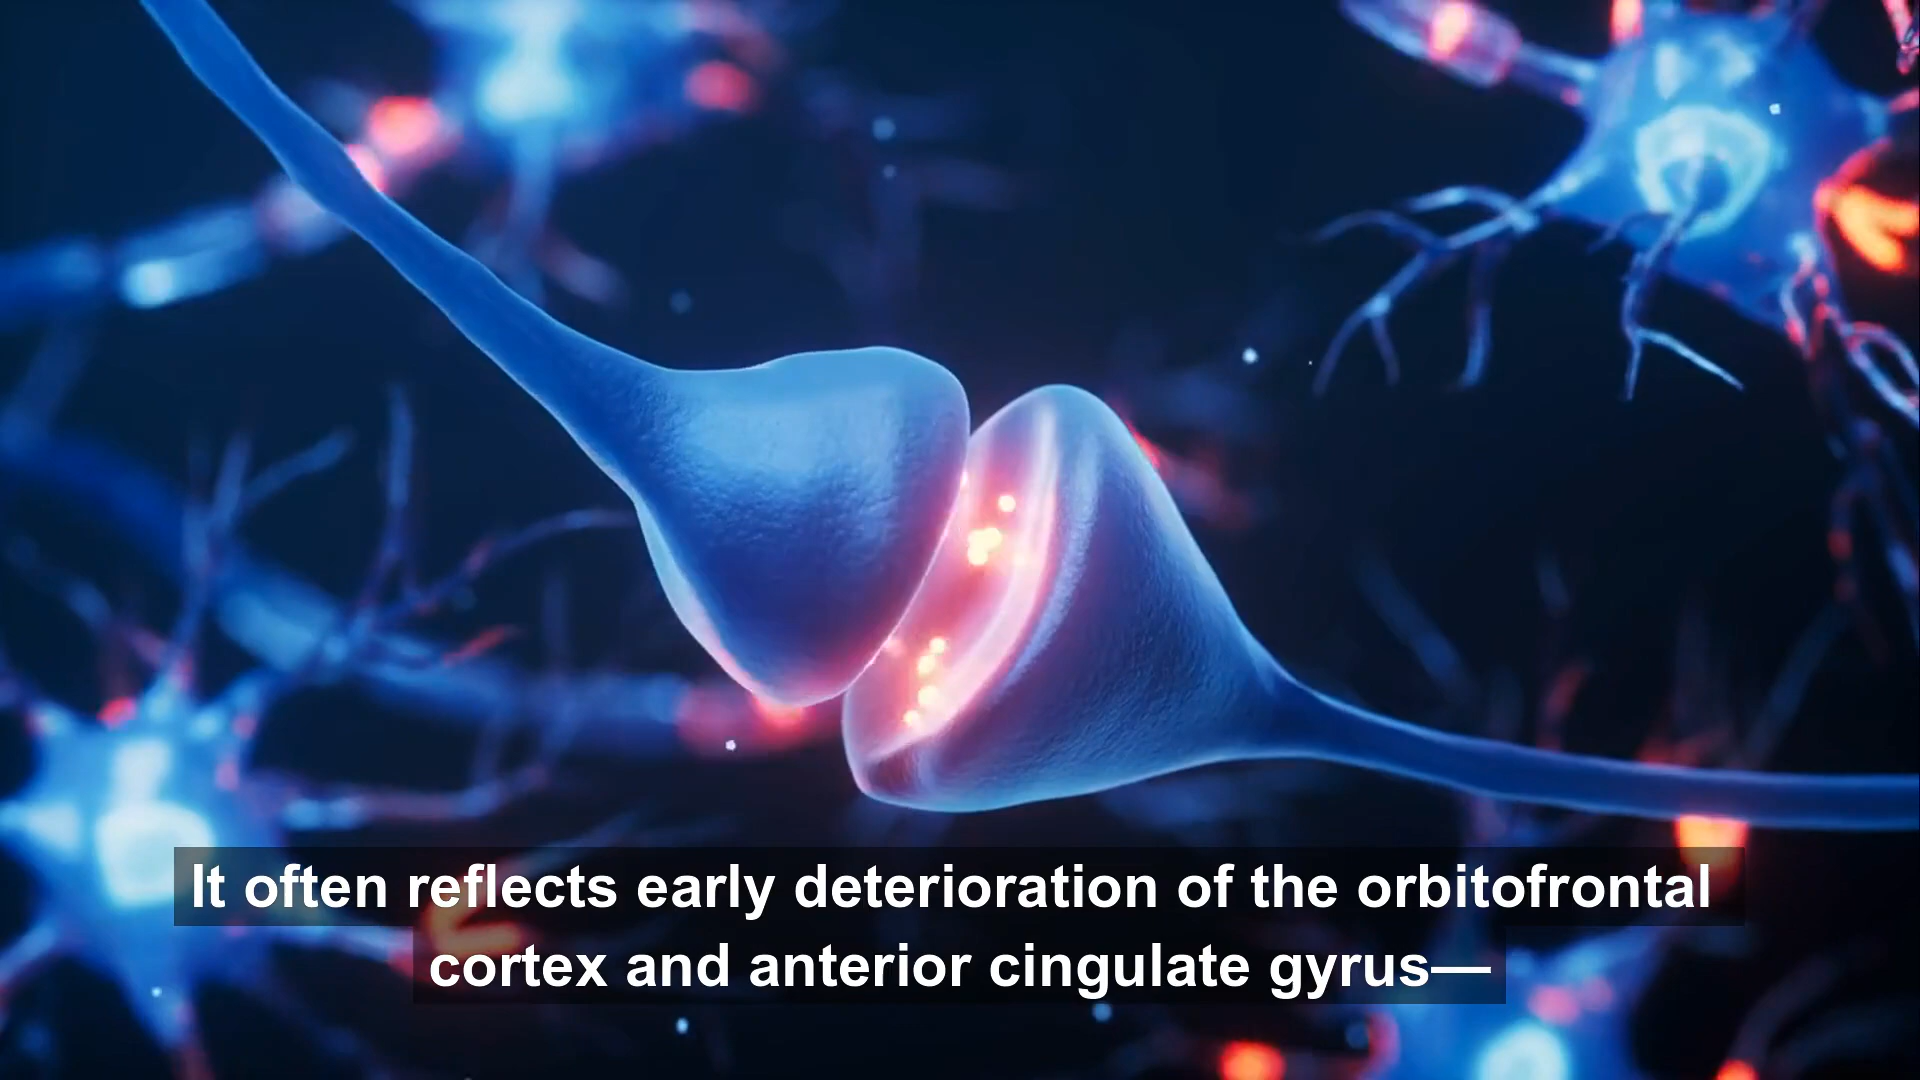 It often reflects early deterioration of the orbitofrontal
cortex and anterior cingulate gyrus—